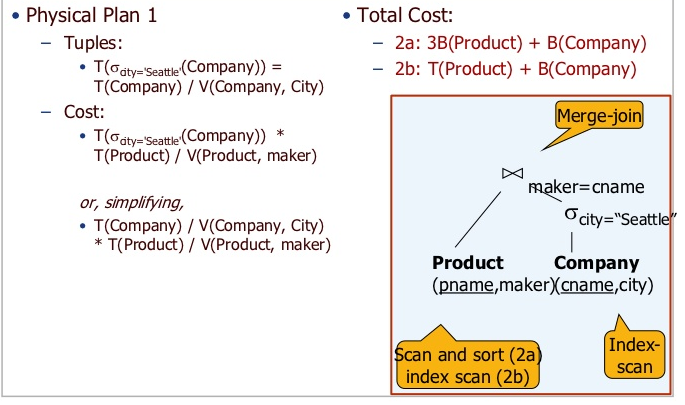 • Physical Plan 1
– Tuples:
• T(σcity='Seattle'(Company)) =
T(Company) / V(Company, City)
– Cost:
• T(σcity='Seattle'(Company)) *
T(Product) / V(Product, maker)
or, simplifying,
• T(Company) / V(Company, City)
* T(Product) / V(Product, maker)
• Total Cost:
– 2a: 3B(Product) + B(Company)
– 2b: T(Product) + B(Company)
Merge-join
⋈
maker=cname
σcity=“Seattle”
Product Company
(pname,maker)(cname,city)
Scan and sort (2a)
index scan (2b)
Index-
scan